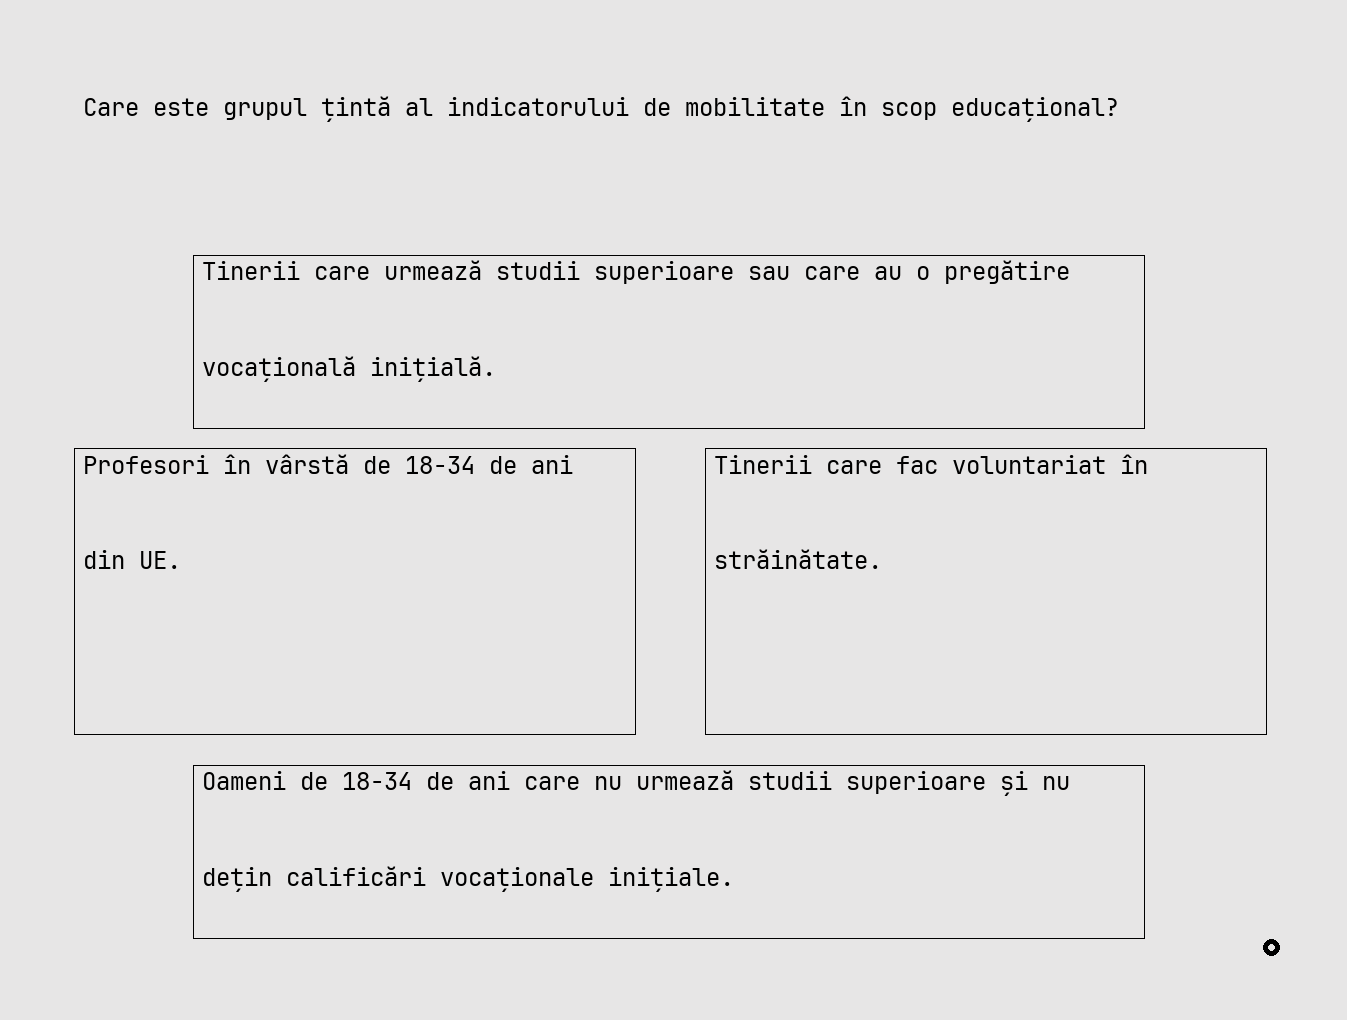 Care este grupul țintă al indicatorului de mobilitate în scop educațional?
Tinerii care urmează studii superioare sau care au o pregătire
vocațională inițială.
Profesori în vârstă de 18-34 de ani
din UE.
Tinerii care fac voluntariat în
străinătate.
Oameni de 18-34 de ani care nu urmează studii superioare și nu
dețin calificări vocaționale inițiale.